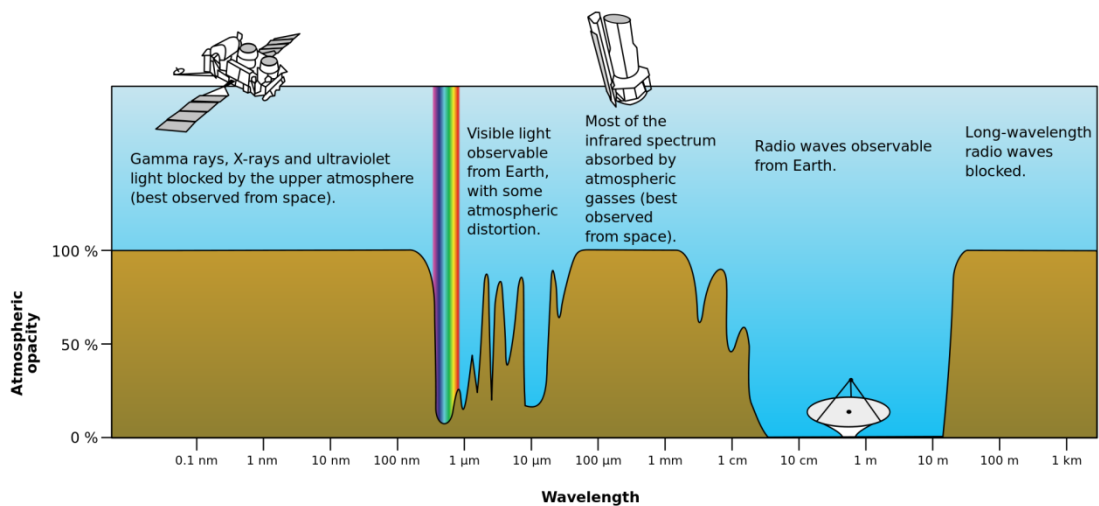 Gamma rays, X-rays and ultraviolet
light blocked by the upper atmosphere
(best observed from space).
Visible light
observable
from Earth,
with some
atmospheric
distortion.
Most of the
infrared spectrum
absorbed by
atmospheric
gasses (best
observed
from space).
Radio waves observable
from Earth.
Long-wavelength
radio waves
blocked.
Atmospheric
opacity
100 %
50 %
0 %
0.1 nm
1 nm
10 nm
100 nm
1 μm
10 μm
100 μm
1 mm
1 cm
10 cm
1 m
10 m
100 m
1 km
Wavelength